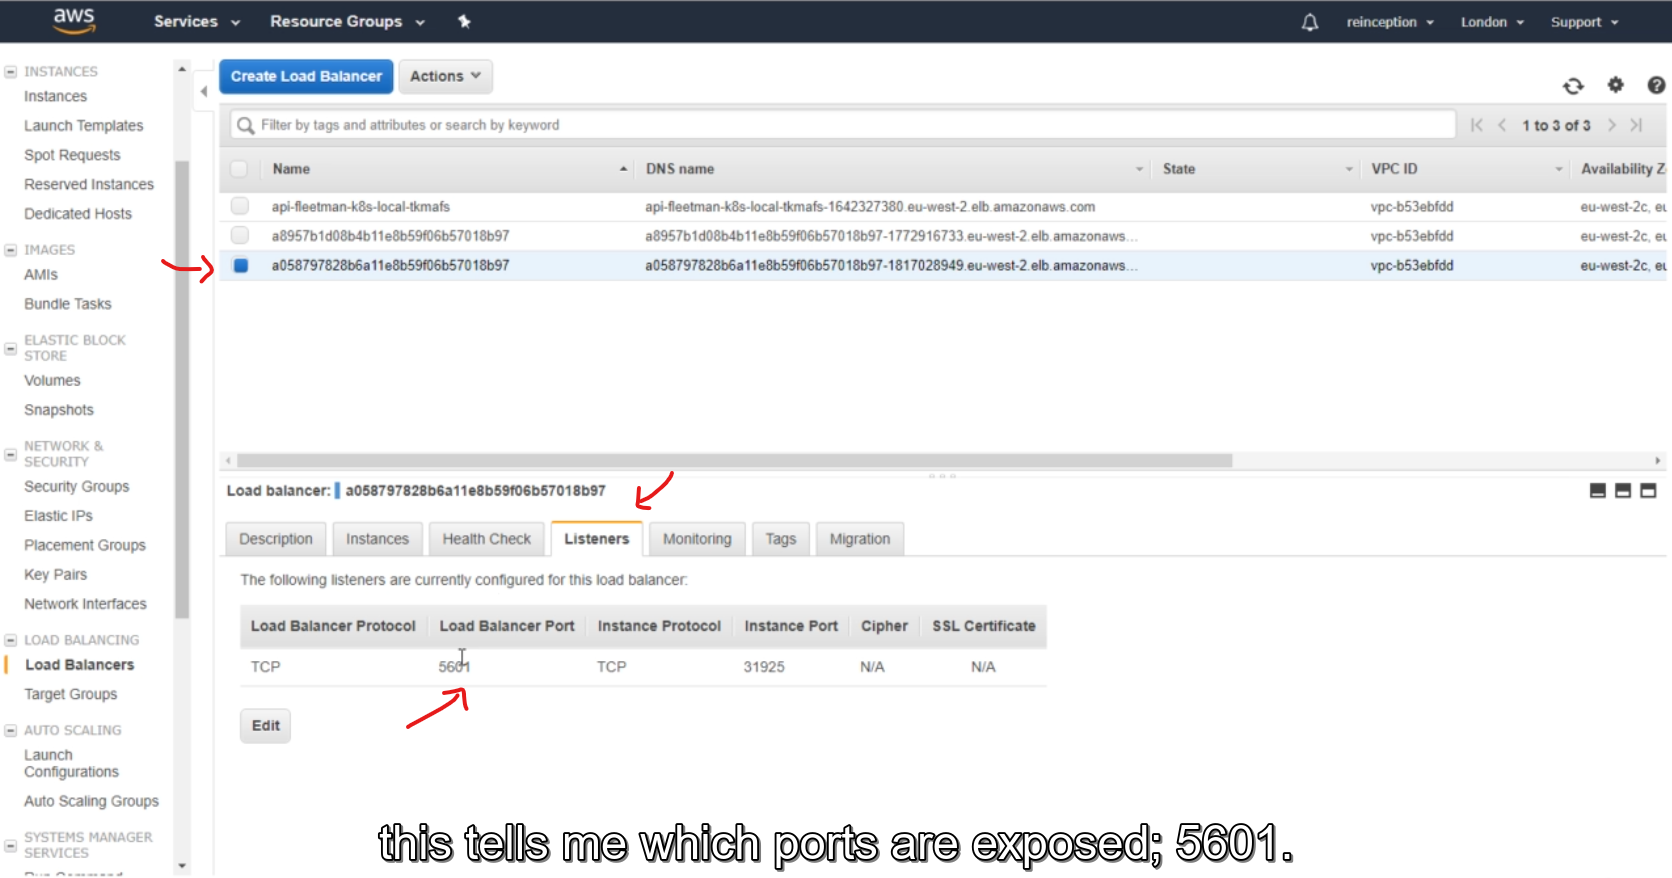 aws Services Resource Groups reinception London Support
INSTANCES
Instances
Launch Templates
Spot Requests
Reserved Instances
Dedicated Hosts
IMAGES
AMIs
Bundle Tasks
ELASTIC BLOCK
STORE
Volumes
Snapshots
NETWORK &
SECURITY
Security Groups
Elastic IPs
Placement Groups
Key Pairs
Network Interfaces
LOAD BALANCING
Load Balancers
Target Groups
AUTO SCALING
Launch
Configurations
Auto Scaling Groups
SYSTEMS MANAGER
SERVICES
Create Load Balancer Actions
Filter by tags and attributes or search by keyword 1 to 3 of 3
Name DNS name State VPC ID Availability Z
api-fleetman-k8s-local-tkmafs api-fleetman-k8s-local-tkmafs-1642327380.eu-west-2.elb.amazonaws.com vpc-b53ebfdd eu-west-2c, eu
a8957b1d08b4b11e8b59f06b57018b97 a8957b1d08b4b11e8b59f06b57018b97-1772916733.eu-west-2.elb.amazonaws... vpc-b53ebfdd eu-west-2c, eu
a058797828b6a11e8b59f06b57018b97 a058797828b6a11e8b59f06b57018b97-1817028949.eu-west-2.elb.amazonaws... vpc-b53ebfdd eu-west-2c, eu
Load balancer: a058797828b6a11e8b59f06b57018b97
Description Instances Health Check Listeners Monitoring Tags Migration
The following listeners are currently configured for this load balancer:
Load Balancer Protocol Load Balancer Port Instance Protocol Instance Port Cipher SSL Certificate
TCP 5601 TCP 31925 N/A N/A
Edit
this tells me which ports are exposed; 5601.